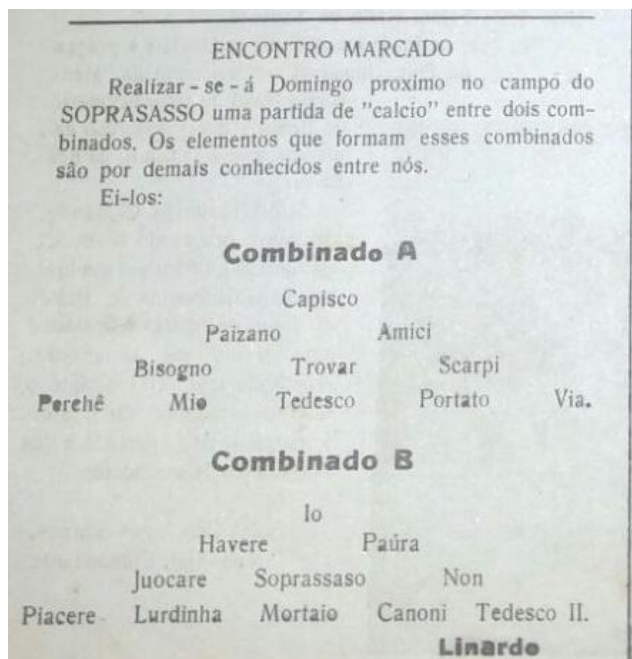 ENCONTRO MARCADO
Realizar-se-á Domingo proximo no campo do
SOPRASASSO uma partida de "calcio" entre dois com-
binados. Os elementos que formam esses combinados
são por demais conhecidos entre nós.
Ei-los:
Combinado A
Capisco
Paizano Amici
Bisogno Trovar Scarpi
Perehê Mio Tedesco Portato Via.
Combinado B
Io
Havere Paúra
Juocare Soprassaso Non
Piacere Lurdinha Mortaio Canoni Tedesco II.
Linardo